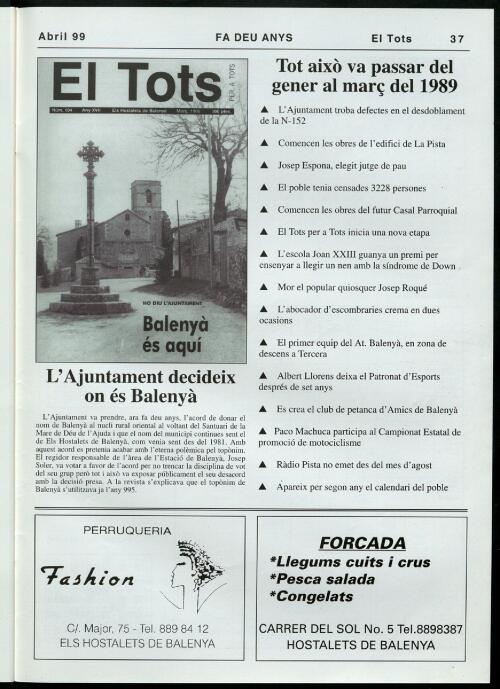 Abril 99
FA DEU ANYS
El Tots
37
El Tots
PER A TOTS
Núm. 104 Any XVII Els Hostalets de Balenyà Març, 1989
HO DIU L'AJUNTAMENT
Balenyà
és aquí
L'Ajuntament decideix
on és Balenyà
L'Ajuntament va prendre, ara fa deu anys, l'acord de donar el
nom de Balenyà al nucli rural oriental al voltant del Santuari de la
Mare de Déu de l'Ajuda i que el nom del municipi continues sent el
de Els Hostalets de Balenyà, com venia sent des del 1981. Amb
aquest acord es pretenia acabar amb l'eterna polèmica pel topònim.
El regidor responsable de l'àrea de l'Estació de Balenyà, Josep
Soler, va votar a favor de l'acord per no trencar la disciplina de vot
del seu grup però tot i això va exposar públicament el seu desacord
amb la decisió presa. A la revista s'explicava que el topònim de
Balenyà s'utilitzava ja l'any 995.
Tot això va passar del
gener al març del 1989
▲ L'Ajuntament troba defectes en el desdoblament
de la N-152
▲ Comencen les obres de l'edifici de La Pista
▲ Josep Espona, elegit jutge de pau
▲ El poble tenia censades 3228 persones
▲ Comencen les obres del futur Casal Parroquial
▲ El Tots per a Tots inicia una nova etapa
▲ L'escola Joan XXIII guanya un premi per
ensenyar a llegir un nen amb la síndrome de Down
▲ Mor el popular quiosquer Josep Roqué
▲ L'abocador d'escombraries crema en dues
ocasions
▲ El primer equip del At. Balenyà, en zona de
descens a Tercera
▲ Albert Llorens deixa el Patronat d'Esports
després de set anys
▲ Es crea el club de petanca d'Amics de Balenyà
▲ Paco Machuca participa al Campionat Estatal de
promoció de motociclisme
▲ Ràdio Pista no emet des del mes d'agost
▲ Apareix per segon any el calendari del poble
PERRUQUERIA
Fashion
C/. Major, 75 - Tel. 889 84 12
ELS HOSTALETS DE BALENYA
FORCADA
*Llegums cuits i crus
*Pesca salada
*Congelats
CARRER DEL SOL No. 5 Tel.8898387
HOSTALETS DE BALENYA